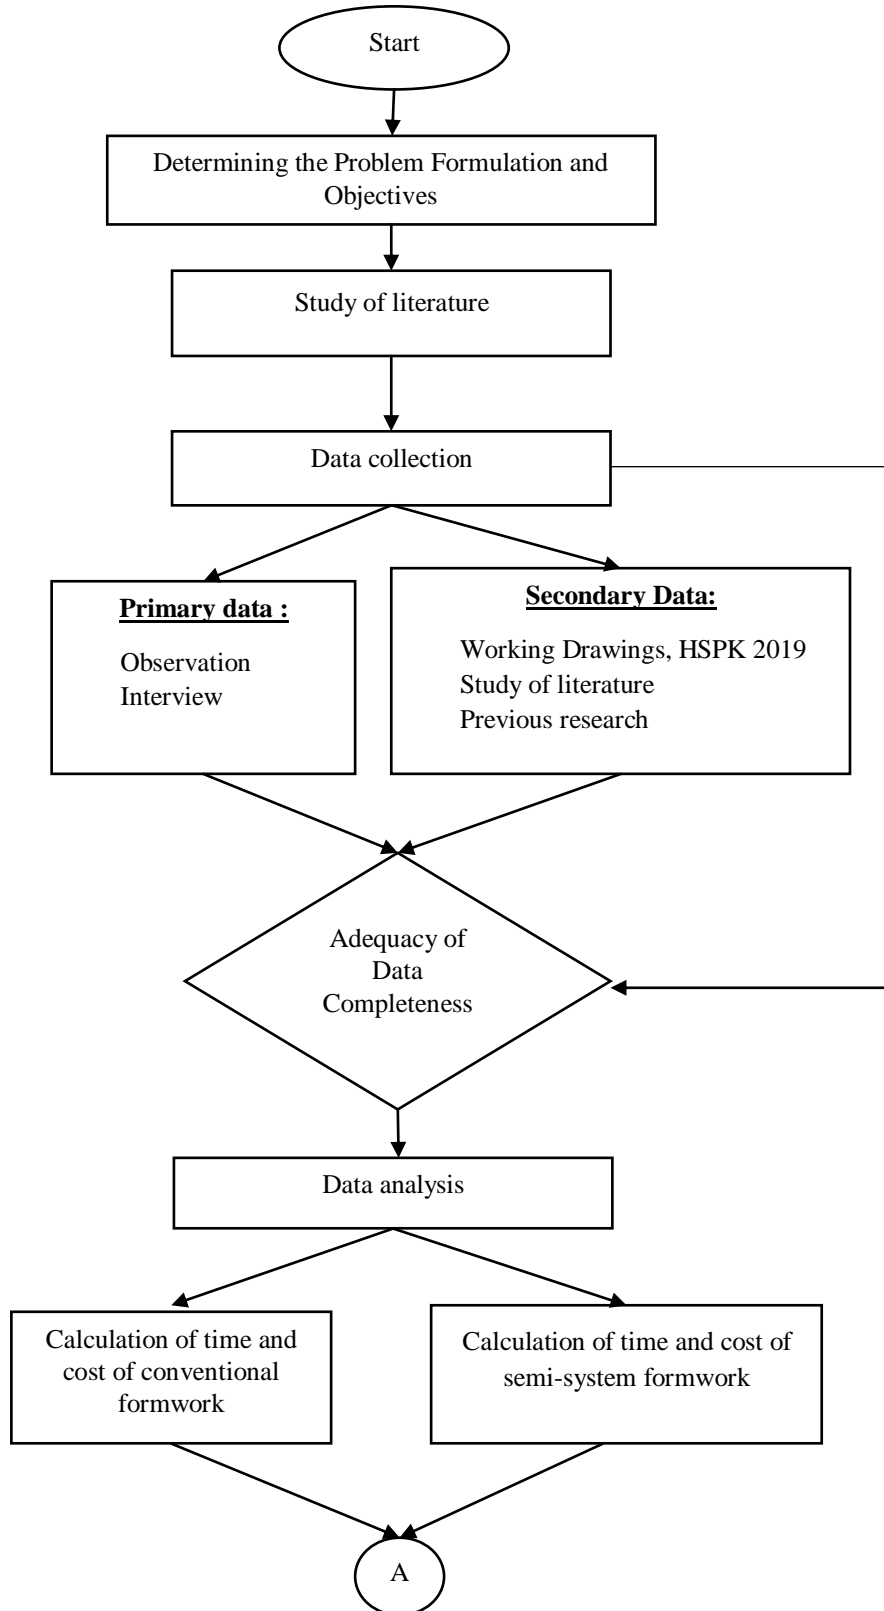 Start
Determining the Problem Formulation and
Objectives
Study of literature
Data collection
Primary data :
Observation
Interview
Secondary Data:
Working Drawings, HSPK 2019
Study of literature
Previous research
Adequacy of
Data
Completeness
Data analysis
Calculation of time and
cost of conventional
formwork
Calculation of time and cost of
semi-system formwork
A